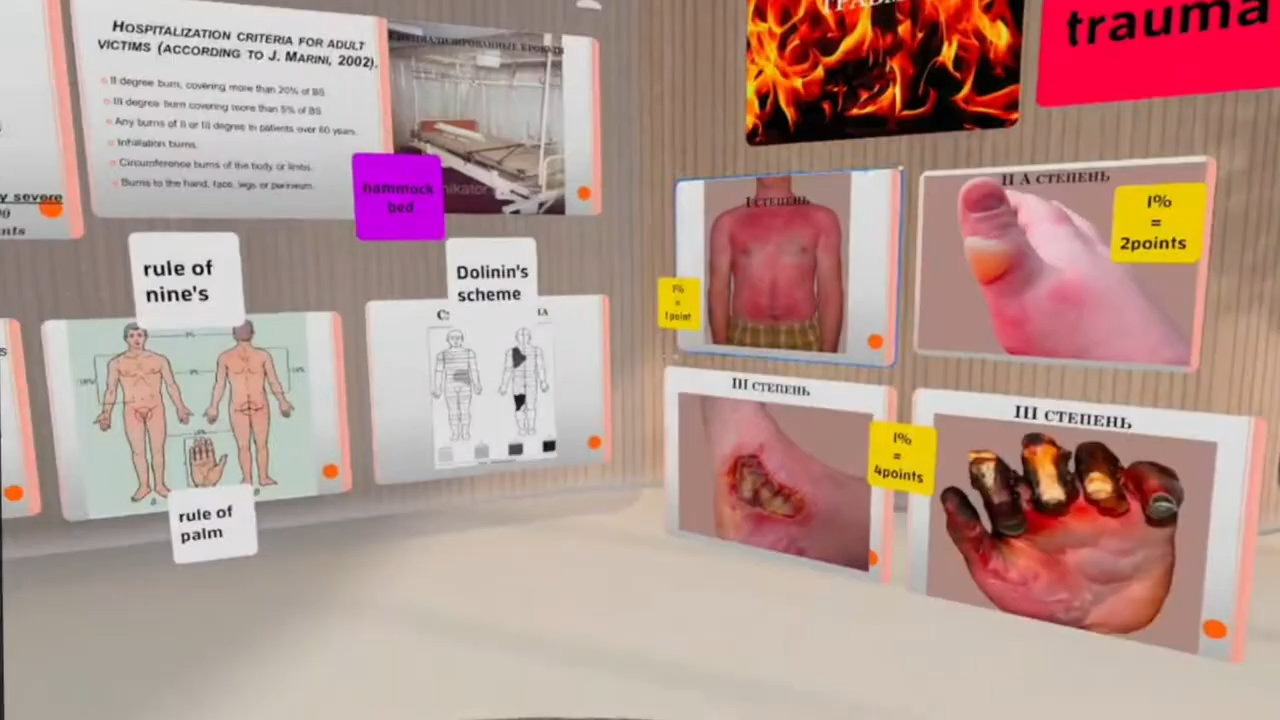 HOSPITALIZATION CRITERIA FOR ADULT
VICTIMS (ACCORDING TO J. MARINI, 2002).
II degree burn, covering more than 20% of BS
III degree burn covering more than 5% of BS
Any burns of II or III degree in patients over 60 years.
Inhalation burns.
Circumference burns of the body or limbs.
Burns to the hand, face, legs or perineum.
y severe
hammock
bed
nikator
trauma
rule of
nine's
Dolinin's
scheme
rule of
palm
I СТЕПЕНЬ
1%
=
1point
II А СТЕПЕНЬ
1%
=
2points
III СТЕПЕНЬ
1%
=
4points
III СТЕПЕНЬ